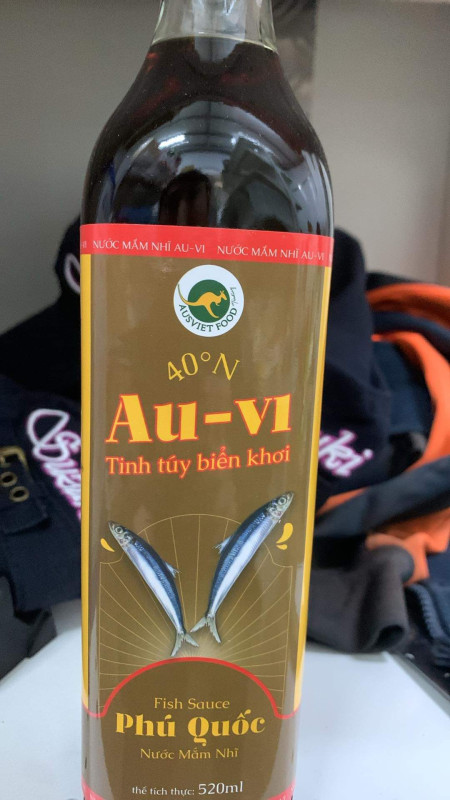 NƯỚC MẮM NHĨ AU-VI NƯỚC MẮM NHĨ AU-VI
AUSVIET FOOD
40°N
Au-vi
Tinh túy biển khơi
Fish Sauce
Phú Quốc
Nước Mắm Nhĩ
thể tích thực: 520ml